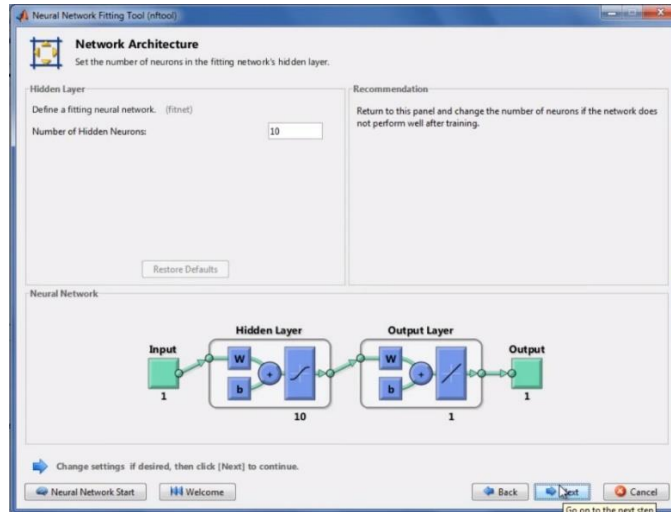 Neural Network Fitting Tool (nftool)
Network Architecture
Set the number of neurons in the fitting network's hidden layer.
Hidden Layer
Define a fitting neural network. (fitnet)
Number of Hidden Neurons: 10
Restore Defaults
Recommendation
Return to this panel and change the number of neurons if the network does
not perform well after training.
Neural Network
Hidden Layer
Output Layer
Input
W
b
+
W
b
+
Output
1
10
1
1
Change settings if desired, then click [Next] to continue.
Neural Network Start
Welcome
Back
Next
Cancel
Go on to the next step